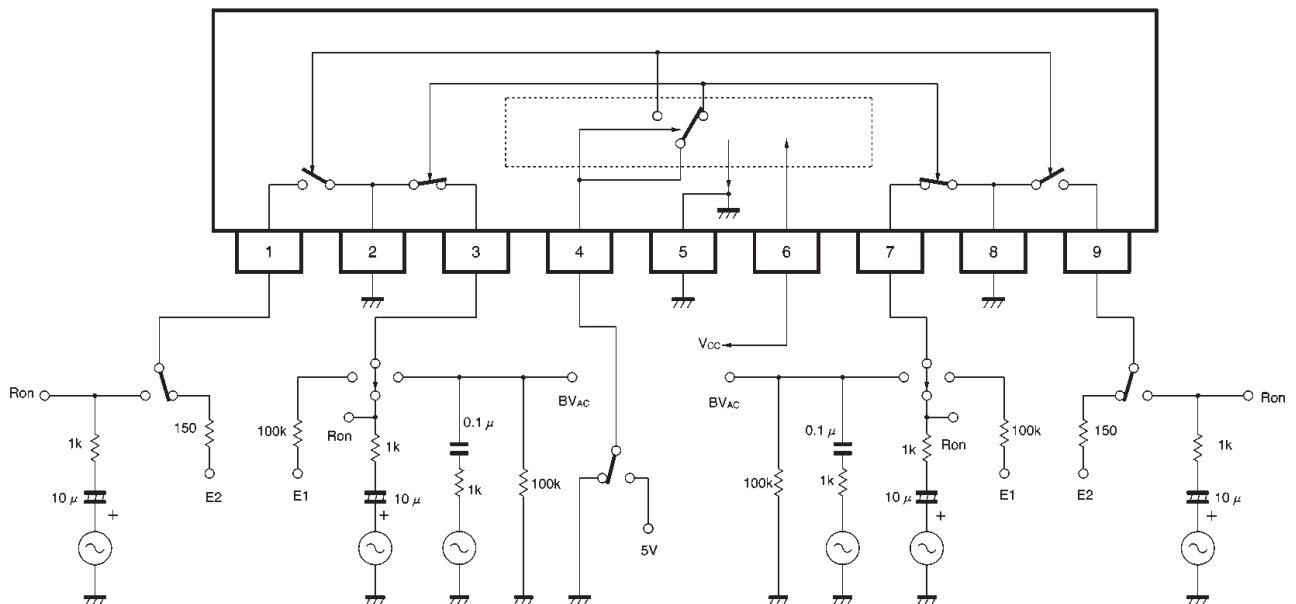 1 2 3 4 5 6 7 8 9
VCC
Ron
1k
10 μ
+
150
E2
100k
E1
Ron
1k
10 μ
+
0.1 μ
1k
100k
BVAC
5V
BVAC
100k
0.1 μ
1k
1k
10 μ
+
Ron
100k
E1
150
E2
1k
10 μ
+
Ron